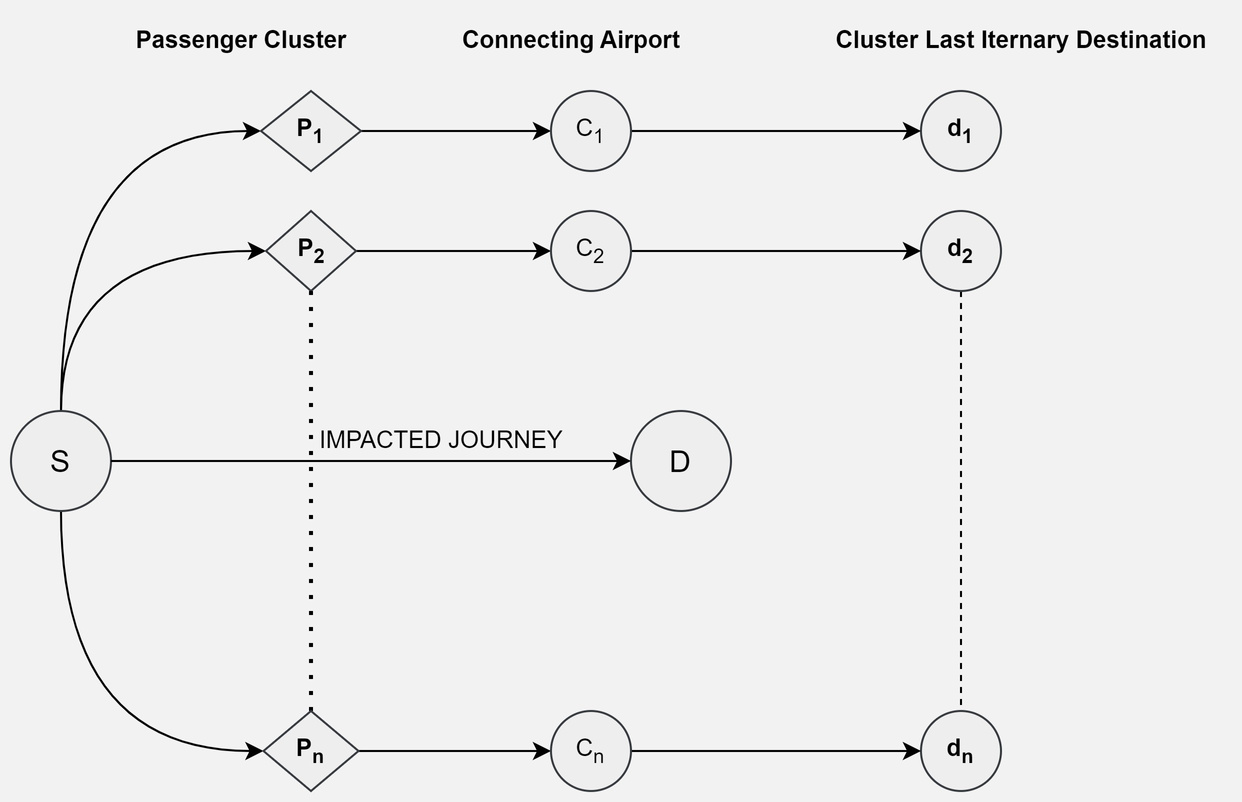 Passenger Cluster
Connecting Airport
Cluster Last Iternary Destination
P1
C1
d1
P2
C2
d2
IMPACTED JOURNEY
S
D
Pn
Cn
dn